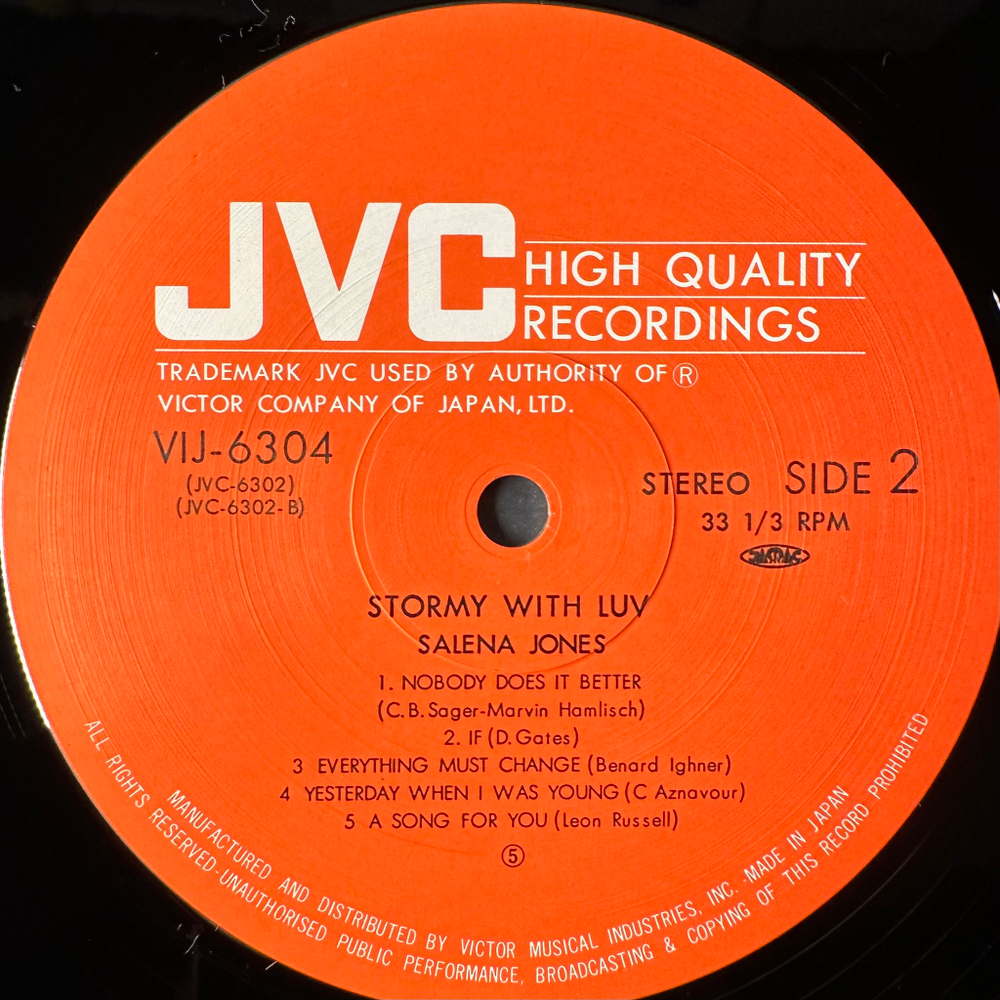 JVC HIGH QUALITY
RECORDINGS
TRADEMARK JVC USED BY AUTHORITY OF ®
VICTOR COMPANY OF JAPAN, LTD.
VIJ-6304
(JVC-6302)
(JVC-6302-B)
STEREO SIDE 2
33 1/3 RPM
JASRAC
STORMY WITH LUV
SALENA JONES
1. NOBODY DOES IT BETTER
(C.B.Sager-Marvin Hamlisch)
2. IF (D.Gates)
3 EVERYTHING MUST CHANGE (Benard Ighner)
4 YESTERDAY WHEN I WAS YOUNG (C Aznavour)
5 A SONG FOR YOU (Leon Russell)
⑤
MANUFACTURED AND DISTRIBUTED BY VICTOR MUSICAL INDUSTRIES, INC. -MADE IN JAPAN
ALL RIGHTS RESERVED-UNAUTHORISED PUBLIC PERFORMANCE, BROADCASTING & COPYING OF THIS RECORD PROHIBITED